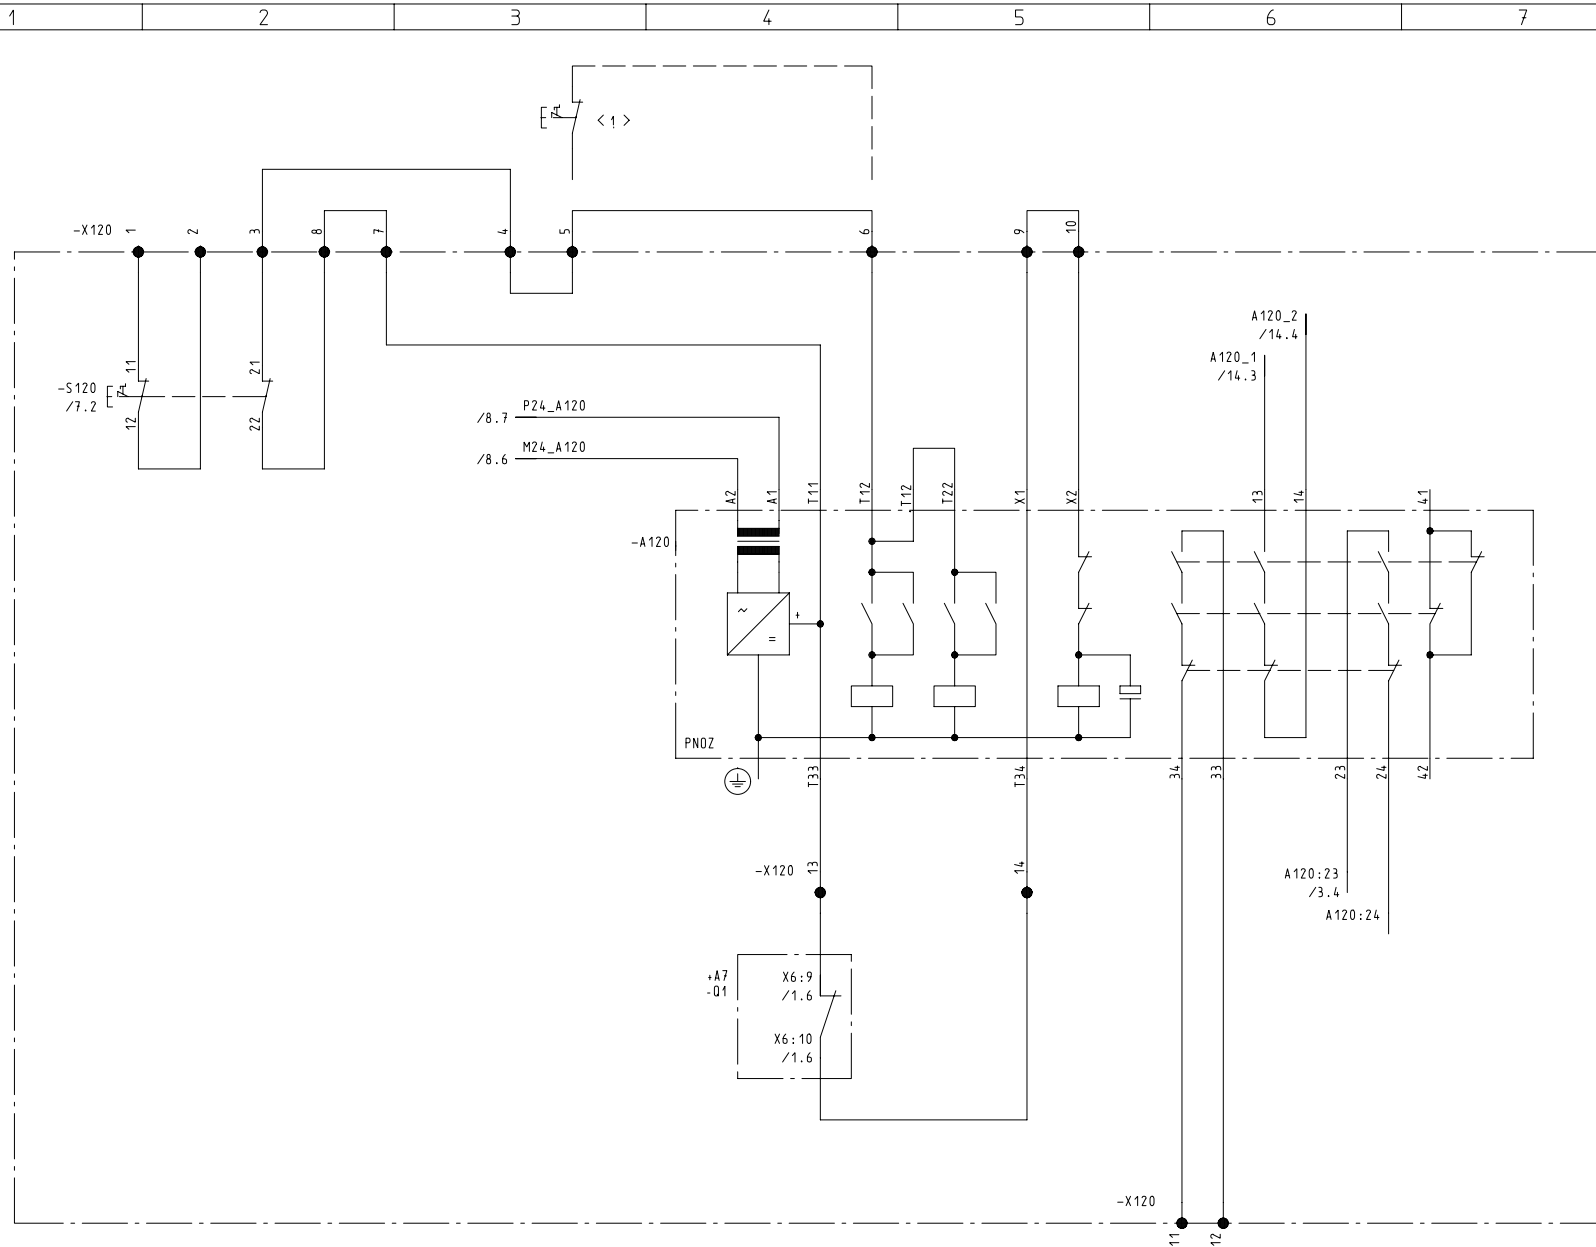 1 2 3 4 5 6 7
< 1 >
-X120 1 2 3 8 7 4 5 6 9 10
A120_2
/14.4
A120_1
/14.3
11 21
-S120
/7.2
12 22
/8.7 P24_A120
/8.6 M24_A120
A2 A1 T11 T12 T12 T22 X1 X2 13 14 41
-A120
~
+
=
PNOZ
T33 T34 34 33 23 24 42
-X120 13 14
A120:23
/3.4
A120:24
+A7
-Q1
X6:9
/1.6
X6:10
/1.6
-X120
11 12